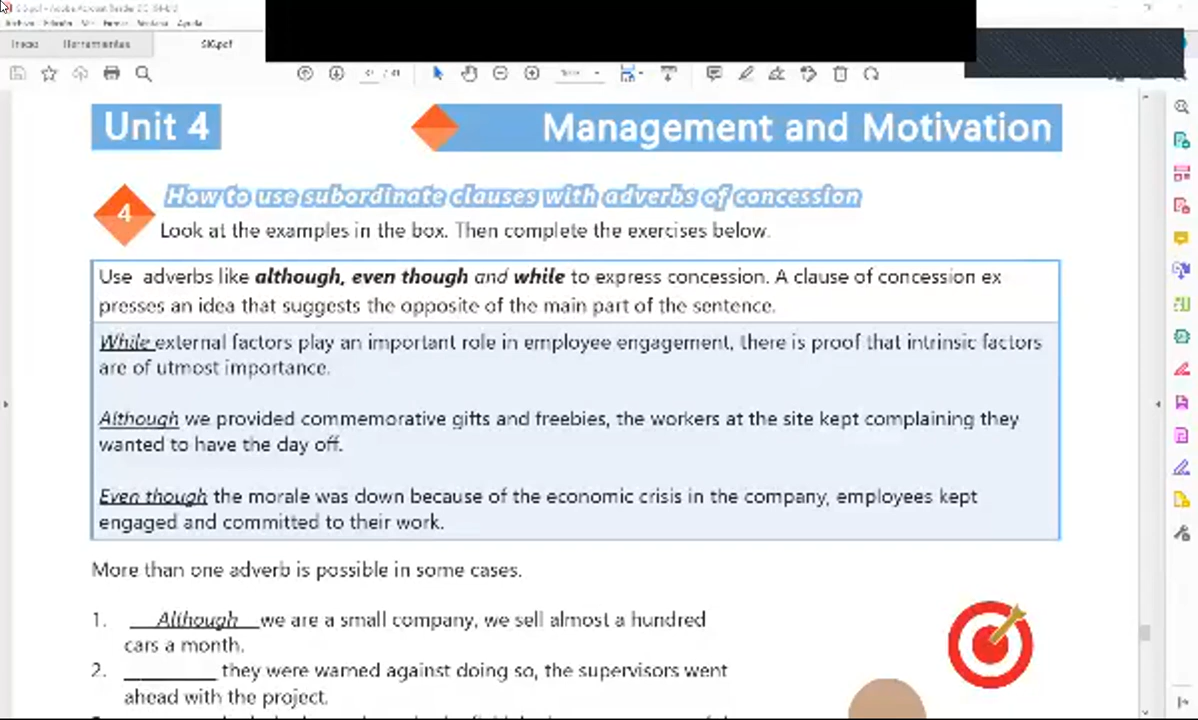 Inicio Herramientas SIG.pdf
Unit 4 Management and Motivation
4 How to use subordinate clauses with adverbs of concession
Look at the examples in the box. Then complete the exercises below.
Use adverbs like although, even though and while to express concession. A clause of concession ex
presses an idea that suggests the opposite of the main part of the sentence.
While external factors play an important role in employee engagement, there is proof that intrinsic factors
are of utmost importance.
Although we provided commemorative gifts and freebies, the workers at the site kept complaining they
wanted to have the day off.
Even though the morale was down because of the economic crisis in the company, employees kept
engaged and committed to their work.
More than one adverb is possible in some cases.
1. __Although__we are a small company, we sell almost a hundred
cars a month.
2. ________ they were warned against doing so, the supervisors went
ahead with the project.